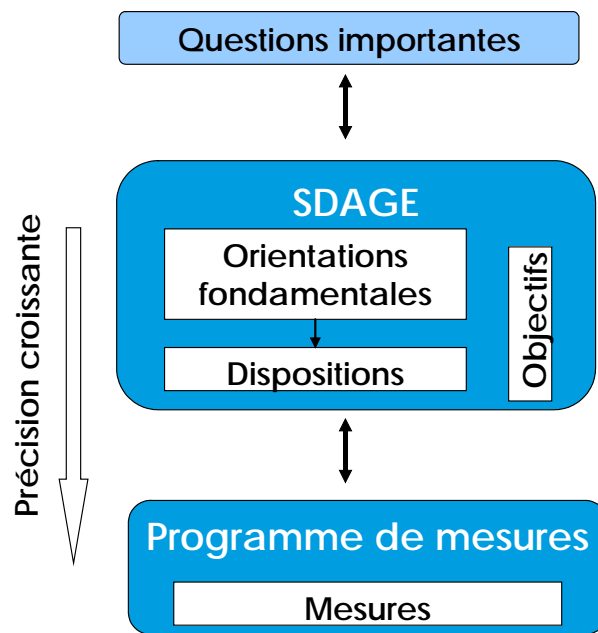 Questions importantes
SDAGE
Orientations
fondamentales
Dispositions
Objectifs
Précision croissante
Programme de mesures
Mesures